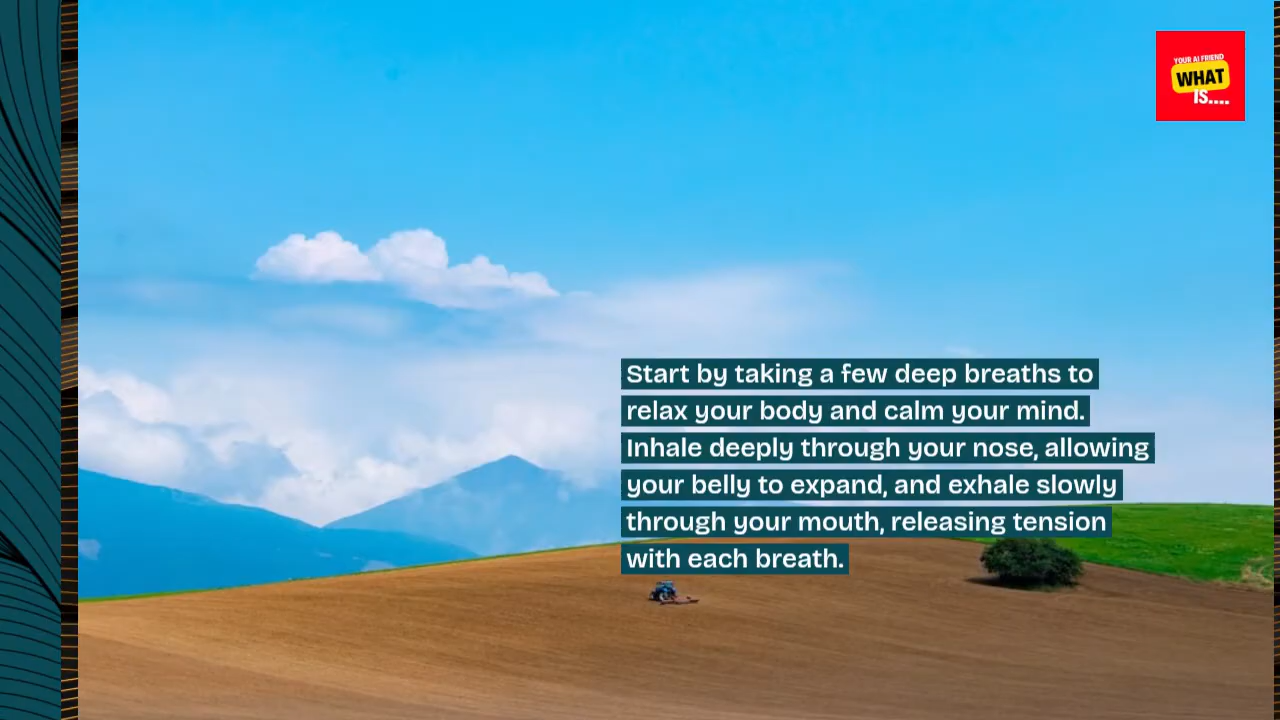 YOUR AI FRIEND
WHAT
IS....
Start by taking a few deep breaths to
relax your body and calm your mind.
Inhale deeply through your nose, allowing
your belly to expand, and exhale slowly
through your mouth, releasing tension
with each breath.